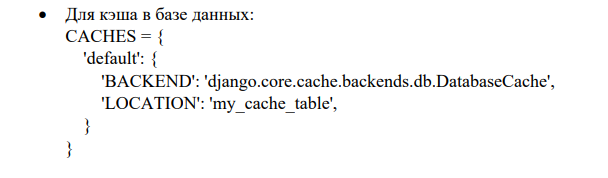 • Для кэша в базе данных:
CACHES = {
'default': {
'BACKEND': 'django.core.cache.backends.db.DatabaseCache',
'LOCATION': 'my_cache_table',
}
}